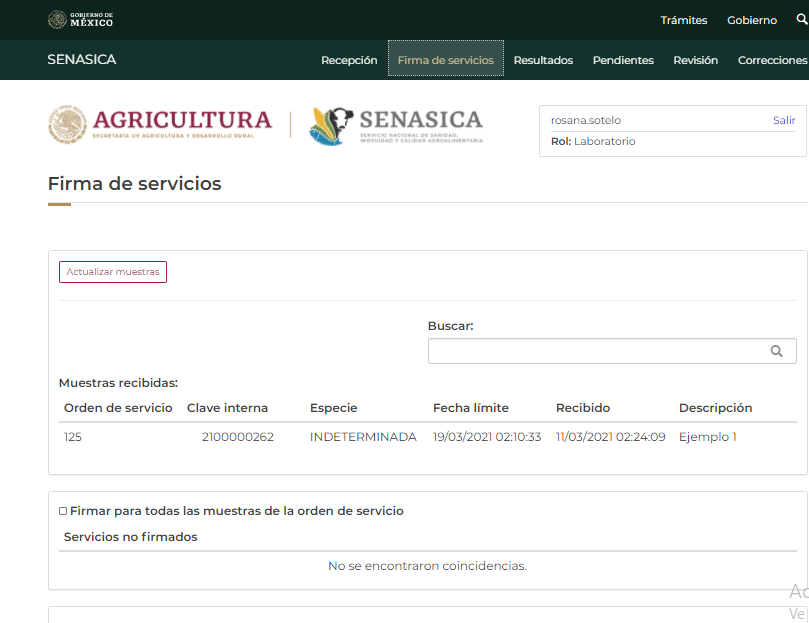 GOBIERNO DE
MÉXICO
Trámites Gobierno
SENASICA
Recepción Firma de servicios Resultados Pendientes Revisión Correcciones
AGRICULTURA
SECRETARÍA DE AGRICULTURA Y DESARROLLO RURAL
SENASICA
SERVICIO NACIONAL DE SANIDAD,
INOCUIDAD Y CALIDAD AGROALIMENTARIA
rosana.sotelo Salir
Rol: Laboratorio
Firma de servicios
Actualizar muestras
Buscar:
Muestras recibidas:
Orden de servicio Clave interna Especie Fecha límite Recibido Descripción
125 2100000262 INDETERMINADA 19/03/2021 02:10:33 11/03/2021 02:24:09 Ejemplo 1
Firmar para todas las muestras de la orden de servicio
Servicios no firmados
No se encontraron coincidencias.
Ac
Ve